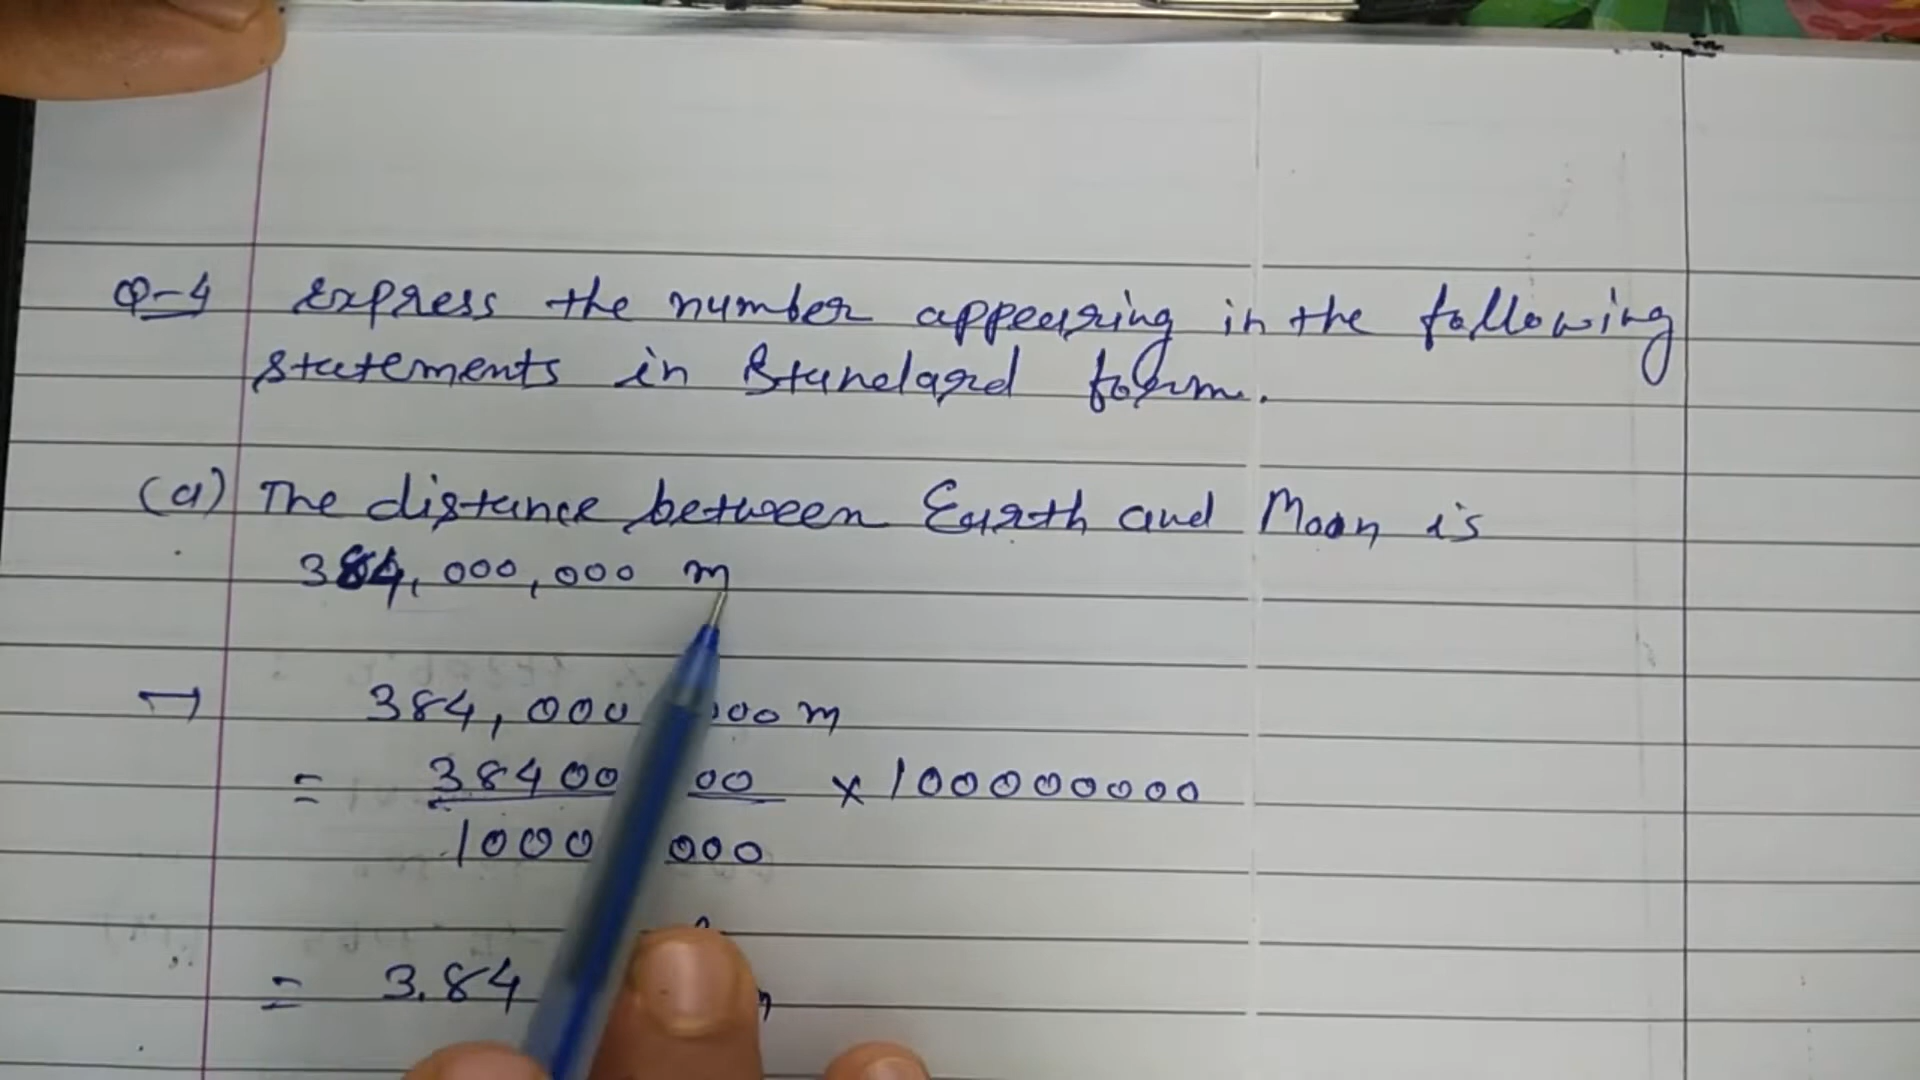 Q-4 Express the number appearing in the following
statements in Standard form.
(a) The distance between Earth and Moon is
384,000,000 m
→ 384,000 00 m
= 38400 00 × 100000000
1000 000
= 3.84 m